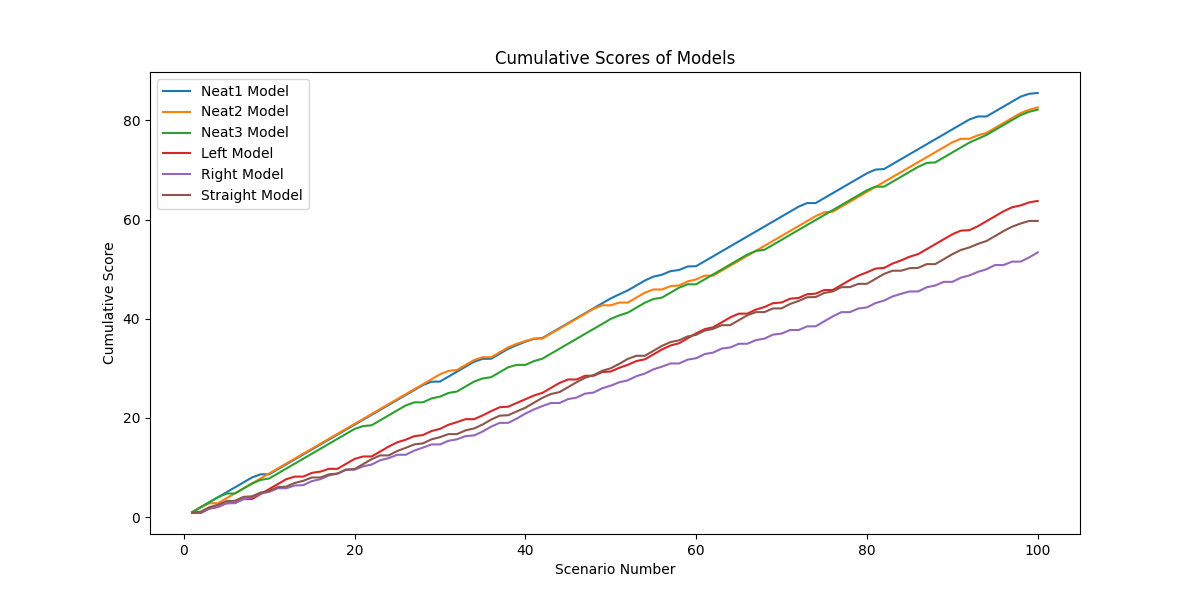 Cumulative Scores of Models
Neat1 Model
Neat2 Model
Neat3 Model
Left Model
Right Model
Straight Model
Cumulative Score
80
60
40
20
0
0 20 40 60 80 100
Scenario Number